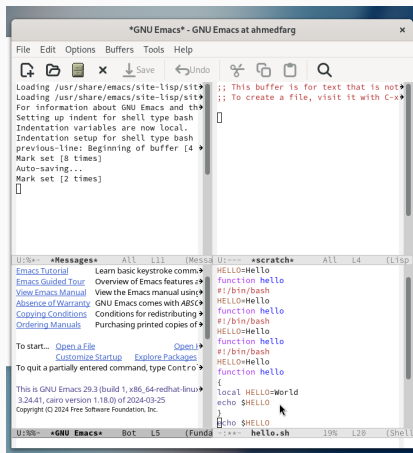 *GNU Emacs* - GNU Emacs at ahmedfarg
×
File Edit Options Buffers Tools Help
Save Undo
Loading /usr/share/emacs/site-lisp/sit
Loading /usr/share/emacs/site-lisp/sit
For information about GNU Emacs and th
Setting up indent for shell type bash
Indentation variables are now local.
Indentation setup for shell type bash
previous-line: Beginning of buffer [4
Mark set [8 times]
Auto-saving...
Mark set [2 times]
U:%*- *Messages* All L11 (Messa
;; This buffer is for text that is not
;; To create a file, visit it with C-x
U:--- *scratch* All L4 (Lisp
Emacs Tutorial Learn basic keystroke comm
Emacs Guided Tour Overview of Emacs features a
View Emacs Manual View the Emacs manual using
Absence of Warranty GNU Emacs comes with ABSO
Copying Conditions Conditions for redistributing
Ordering Manuals Purchasing printed copies of
To start... Open a File Open H
Customize Startup Explore Packages
To quit a partially entered command, type Contro
This is GNU Emacs 29.3 (build 1, x86_64-redhat-linu
3.24.41, cairo version 1.18.0) of 2024-03-25
Copyright (C) 2024 Free Software Foundation, Inc.
U:%%- *GNU Emacs* Bot L5 (Funda
HELLO=Hello
function hello
#!/bin/bash
HELLO=Hello
function hello
#!/bin/bash
HELLO=Hello
function hello
#!/bin/bash
HELLO=Hello
function hello
{
local HELLO=World
echo $HELLO
}
echo $HELLO
-:**- hello.sh 19% L20 (Shell